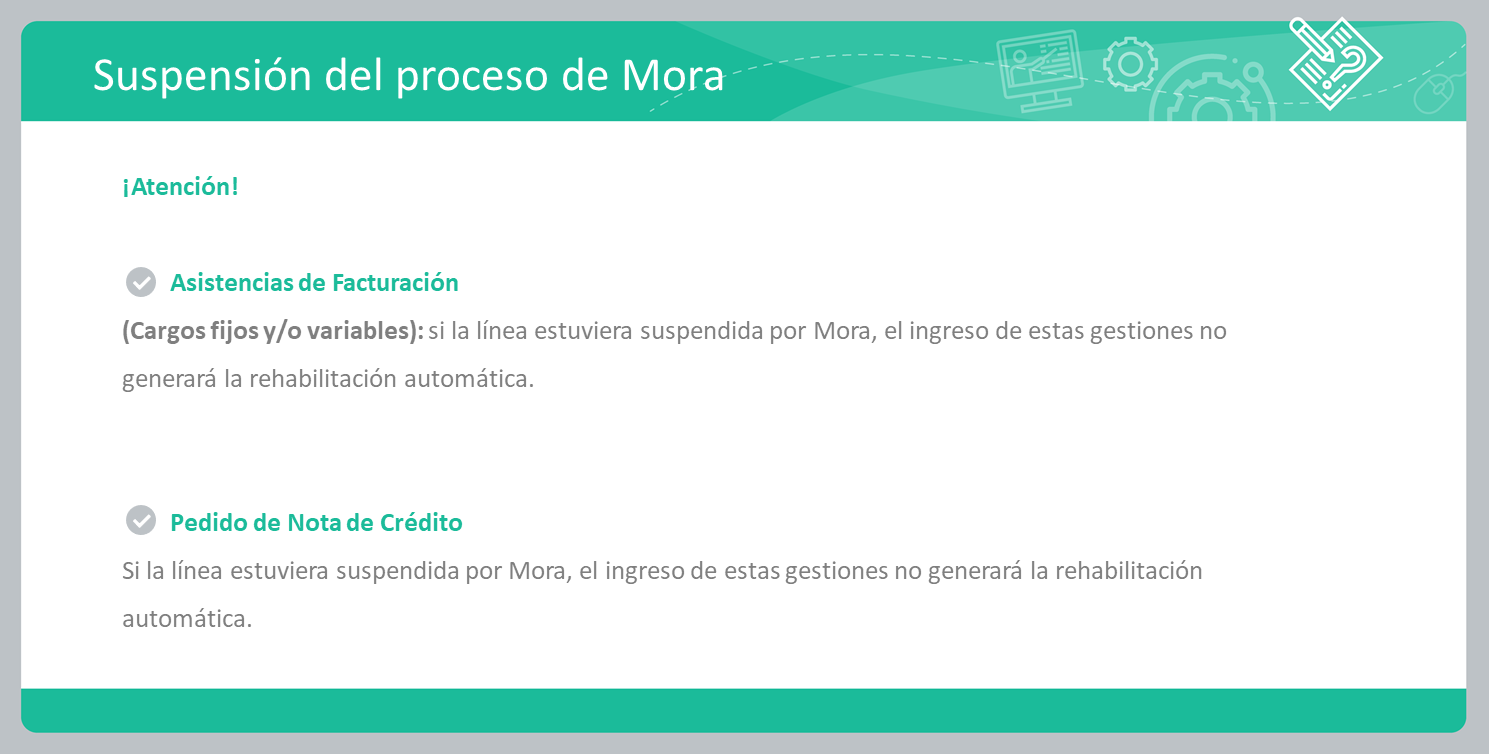 Suspensión del proceso de Mora
¡Atención!
Asistencias de Facturación
(Cargos fijos y/o variables): si la línea estuviera suspendida por Mora, el ingreso de estas gestiones no
generará la rehabilitación automática.
Pedido de Nota de Crédito
Si la línea estuviera suspendida por Mora, el ingreso de estas gestiones no generará la rehabilitación
automática.